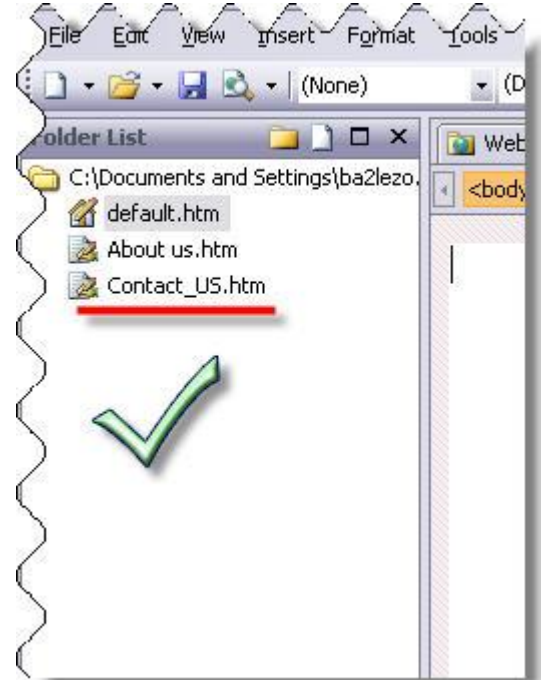 File Edit View Insert Format Tools
(None) (D
Folder List
Web
C:\Documents and Settings\ba2lezo.
<body
default.htm
About us.htm
Contact_US.htm